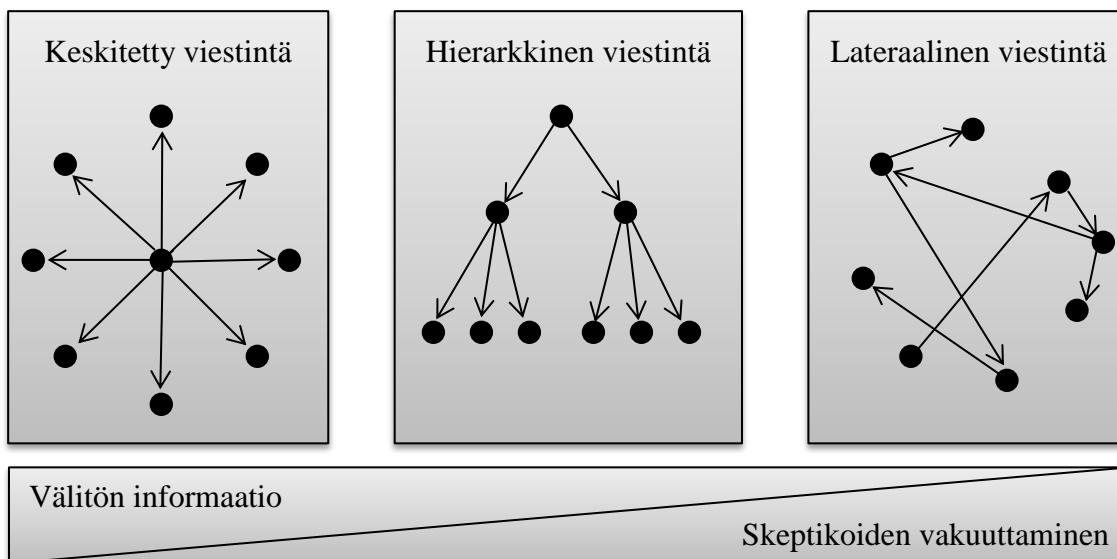 Keskitetty viestintä
Hierarkkinen viestintä
Lateraalinen viestintä
Välitön informaatio
Skeptikoiden vakuuttaminen